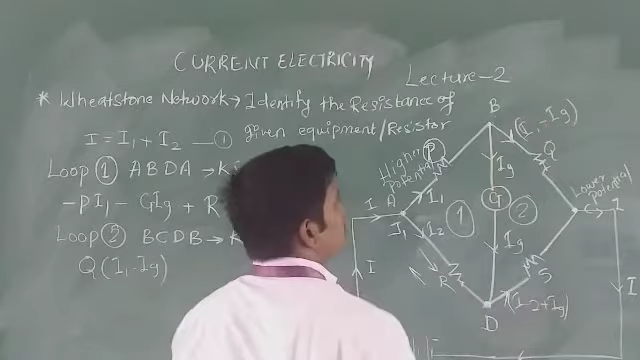 CURRENT ELECTRICITY
Lecture-2
* Wheatstone Network → Identify the Resistance of
given equipment/Resistor
I = I1 + I2 — ①
Loop ① ABDA → K
-PI1 - GIg + R
Loop ② BCDB → K
Q(I1-Ig)
B
(I1-Ig)
Q
P
Higher
Potential
Lower
potential
Ig
A
I
I1
I2
I1
①
G
②
I
Ig
R
S
(I2+Ig)
D
I
I